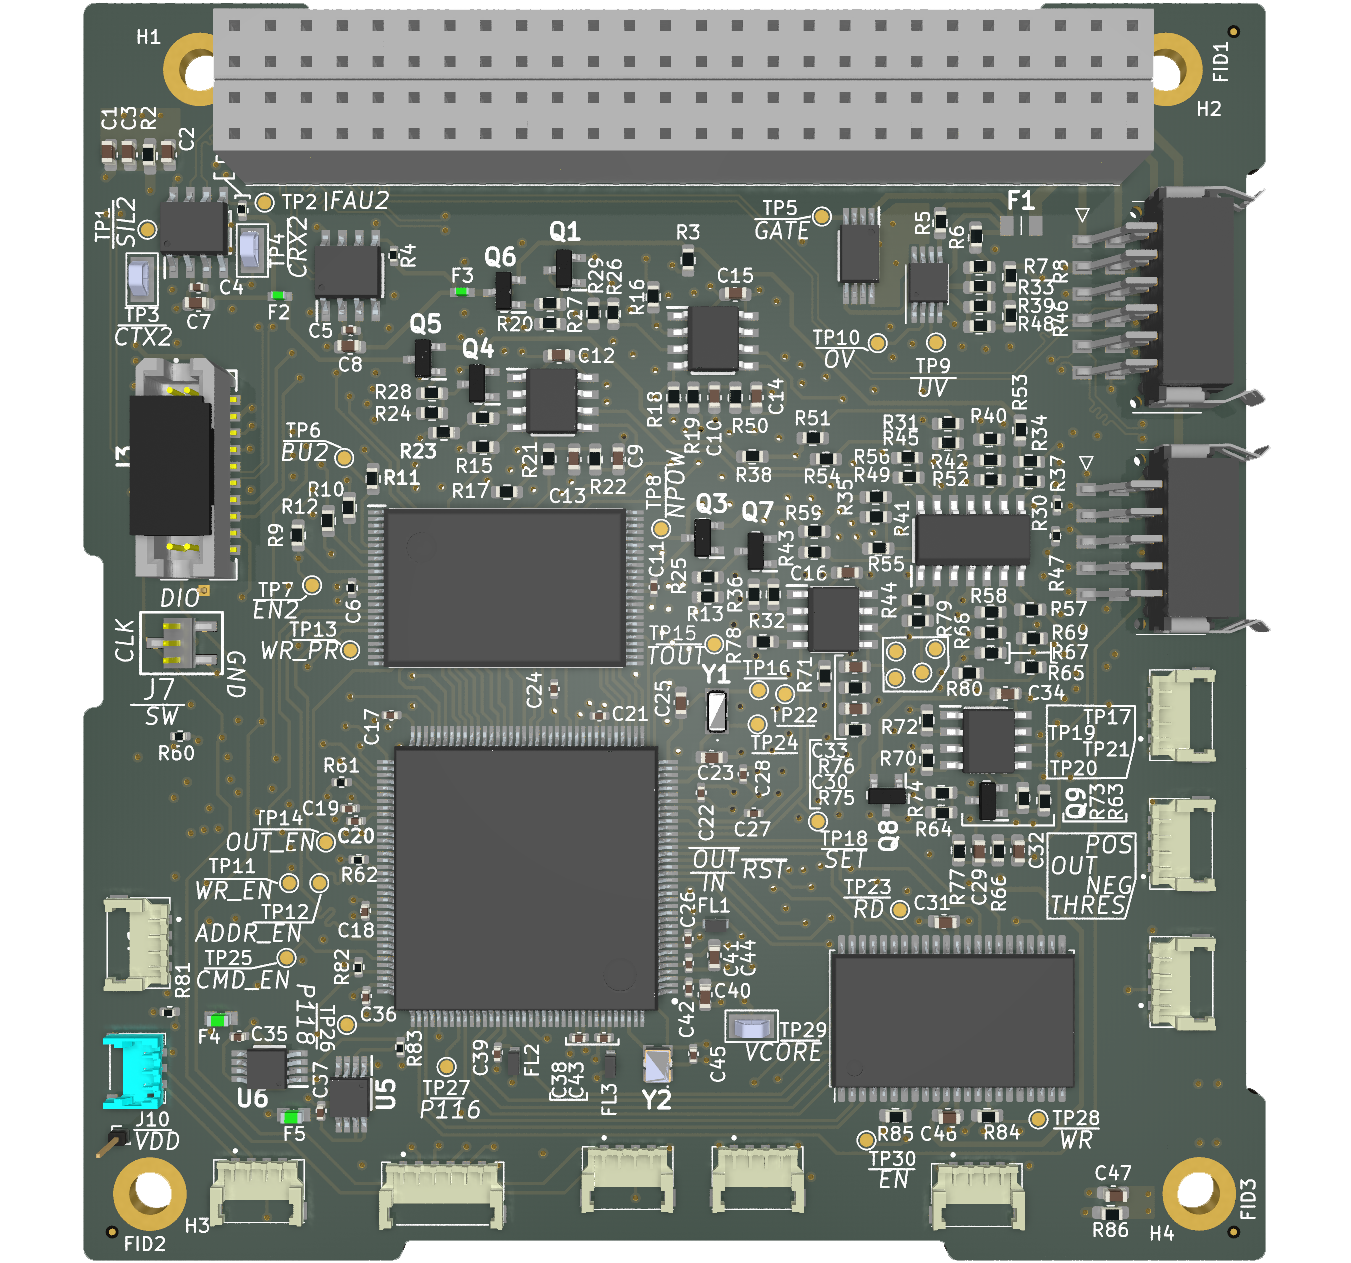 H1
FID1
H2
C1
C3
R2
C2
TP1
SIL2
TP2
FAU2
TP4
CRX2
TP5
GATE
F1
R5
R6
R4
Q1
Q6
F3
R29
R26
R3
C15
R16
R7
R33
R39
R48
R8
R46
C4
C7
TP3
CTX2
F2
C5
C8
R20
R27
Q5
Q4
C12
TP10
OV
TP9
UV
R28
R24
R23
R15
R21
C9
R22
C13
R17
R18
R19
C10
R50
C14
R38
R51
R54
R53
R31
R45
R40
R34
R56
R49
R42
R52
R37
J3
TP6
EU2
R11
R10
R12
R9
TP8
NPOW
Q3
Q7
R59
R43
R35
R41
R30
R55
R47
C11
R25
R13
R36
R32
C16
R44
R79
R58
R57
R69
R67
R65
R68
TP7
EN2
C6
TP13
WR_PR
DIO
CLK
GND
J7
SW
TP15
TOUT
R78
Y1
TP16
R71
R80
C34
C24
C25
C21
C17
TP22
TP24
R72
R70
TP17
TP19
TP21
TP20
R60
R61
C19
C20
C23
C28
C22
C27
C33
R76
C30
R75
R74
R64
Q9
R73
R63
TP14
OUT_EN
TP11
WR_EN
R62
TP12
ADDR_EN
C18
TP25
CMD_EN
OUT
IN
RST
TP18
SET
Q8
R77
C29
R66
C32
POS
OUT
NEG
THRES
TP23
RD
C31
C26
FL1
C41
C44
C40
C42
R81
R82
C36
P118
TP26
F4
C35
U6
C37
U5
R83
TP27
P116
C39
FL2
C38
C43
FL3
Y2
C45
TP29
VCORE
F5
J10
VDD
R85
C46
R84
TP28
WR
TP30
EN
C47
R86
H3
FID2
H4
FID3